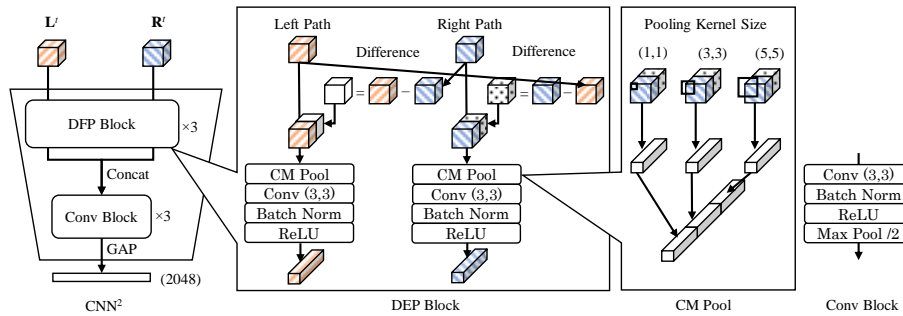 L^t
R^t
DFP Block
×3
Concat
Conv Block
×3
GAP
(2048)
CNN²
Left Path
Right Path
Difference
Difference
=
−
=
−
CM Pool
Conv (3,3)
Batch Norm
ReLU
CM Pool
Conv (3,3)
Batch Norm
ReLU
DEP Block
Pooling Kernel Size
(1,1)
(3,3)
(5,5)
CM Pool
Conv (3,3)
Batch Norm
ReLU
Max Pool /2
Conv Block